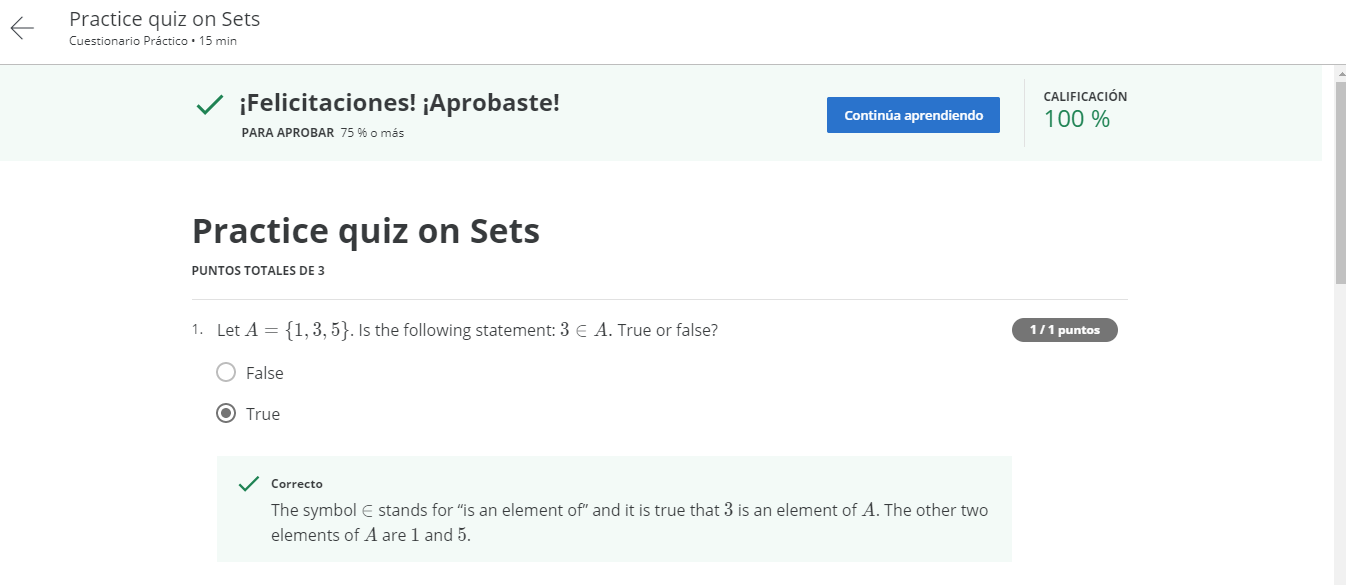 Practice quiz on Sets
Cuestionario Práctico • 15 min
¡Felicitaciones! ¡Aprobaste!
PARA APROBAR 75 % o más
Continúa aprendiendo
CALIFICACIÓN
100 %
Practice quiz on Sets
PUNTOS TOTALES DE 3
1. Let A = {1, 3, 5}. Is the following statement: 3 ∈ A. True or false?
1 / 1 puntos
False
True
Correcto
The symbol ∈ stands for “is an element of” and it is true that 3 is an element of A. The other two
elements of A are 1 and 5.